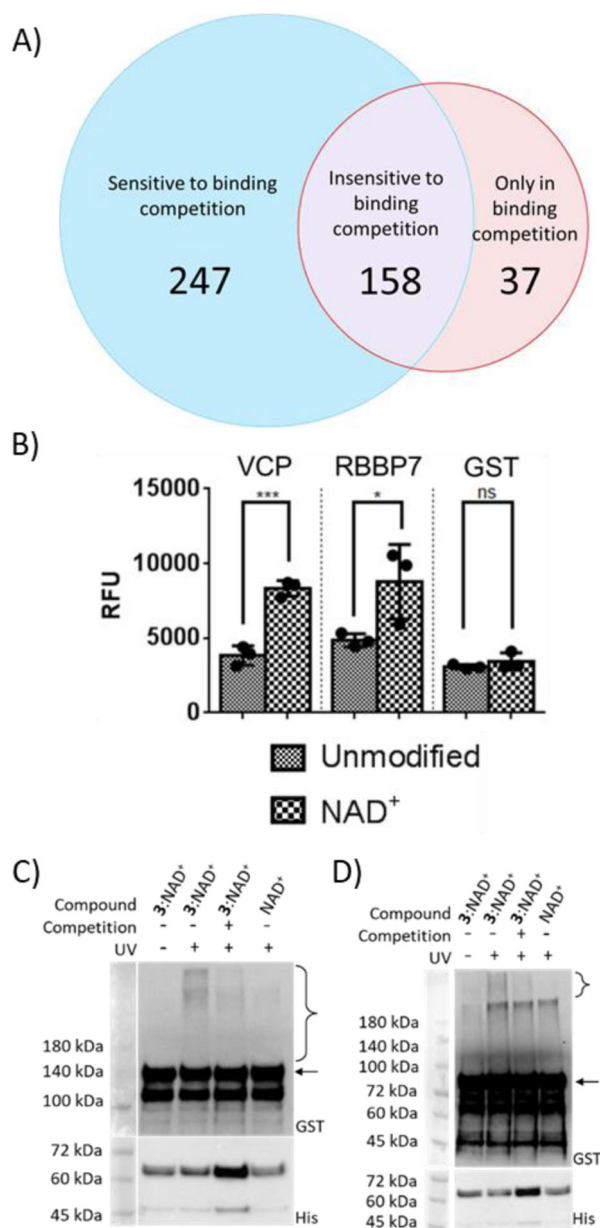 A)
Sensitive to binding
competition
247
Insensitive to
binding
competition
158
Only in
binding
competition
37
B)
VCP RBBP7 GST
*** * ns
15000
10000
5000
0
RFU
Unmodified
NAD+
C)
Compound 3:NAD+ 3:NAD+ 3:NAD+ NAD+
Competition - - + -
UV - + + +
180 kDa
140 kDa
100 kDa
GST
72 kDa
60 kDa
45 kDa
His
D)
Compound 3:NAD+ 3:NAD+ 3:NAD+ NAD+
Competition - - + -
UV - + + +
180 kDa
140 kDa
100 kDa
72 kDa
60 kDa
45 kDa
GST
72 kDa
60 kDa
45 kDa
His